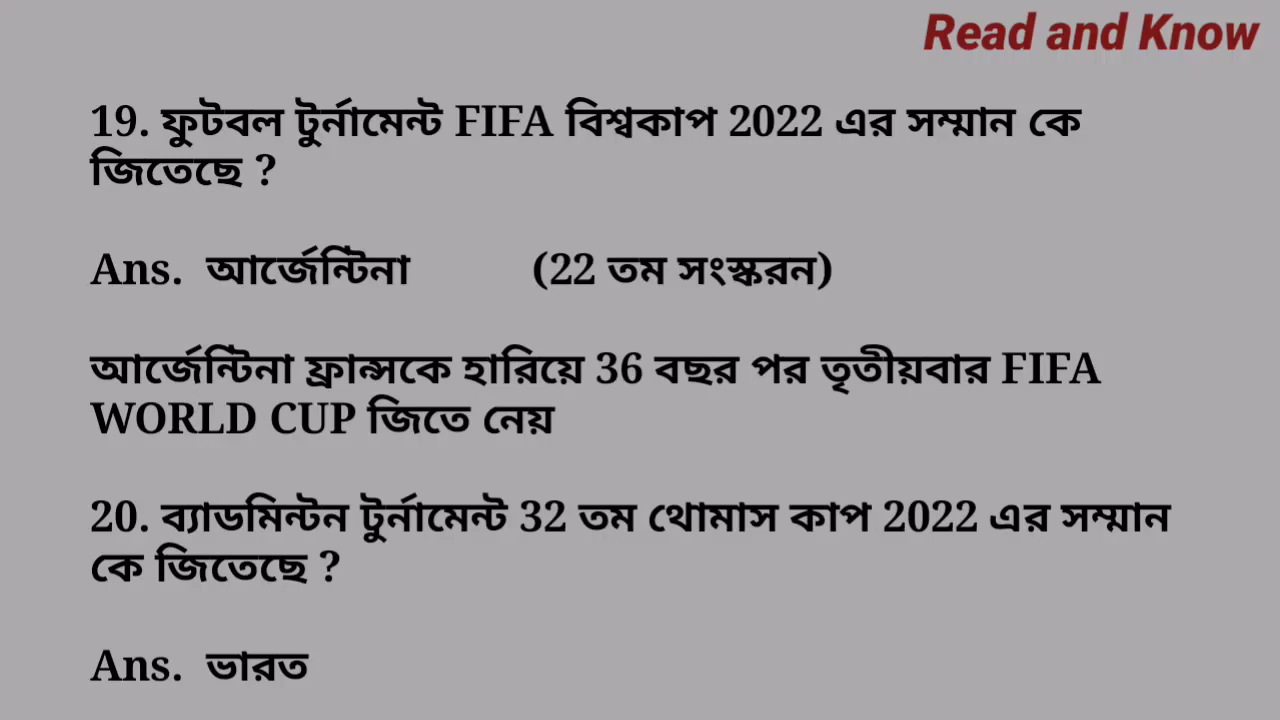 Read and Know
19. ফুটবল টুর্নামেন্ট FIFA বিশ্বকাপ 2022 এর সম্মান কে
জিতেছে ?
Ans. আর্জেন্টিনা (22 তম সংস্করন)
আর্জেন্টিনা ফ্রান্সকে হারিয়ে 36 বছর পর তৃতীয়বার FIFA
WORLD CUP জিতে নেয়
20. ব্যাডমিন্টন টুর্নামেন্ট 32 তম থোমাস কাপ 2022 এর সম্মান
কে জিতেছে ?
Ans. ভারত